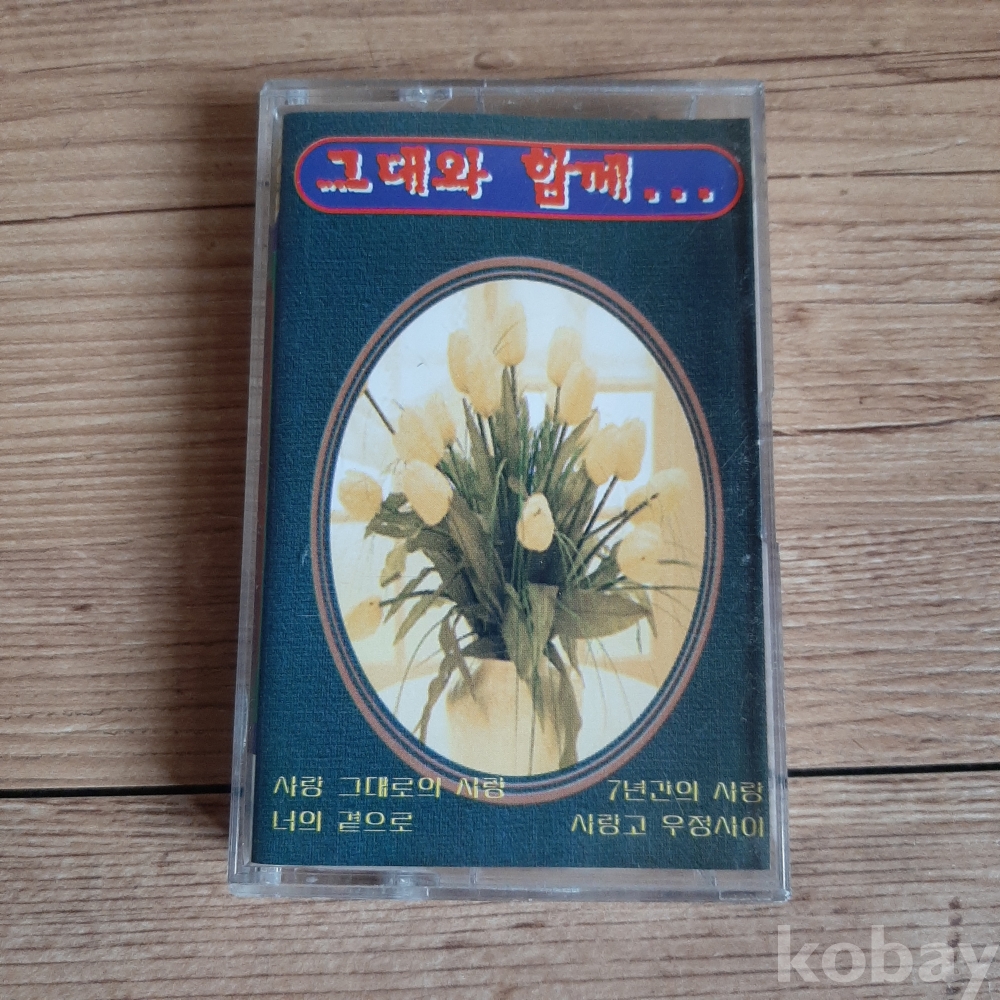 그대와 함께...
사랑 그대로의 사랑
7년간의 사랑
너의 곁으로
사랑고 우정사이
kobay